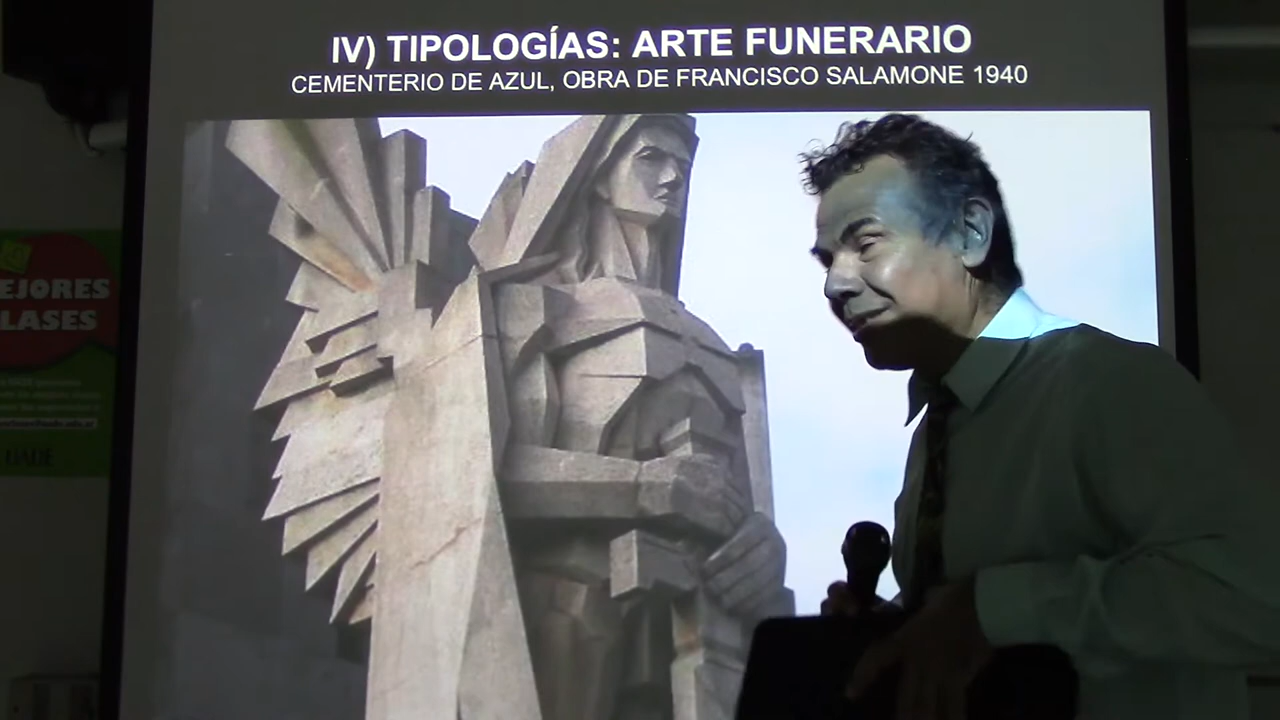 IV) TIPOLOGÍAS: ARTE FUNERARIO
CEMENTERIO DE AZUL, OBRA DE FRANCISCO SALAMONE 1940
EJORES
LASES
UADE